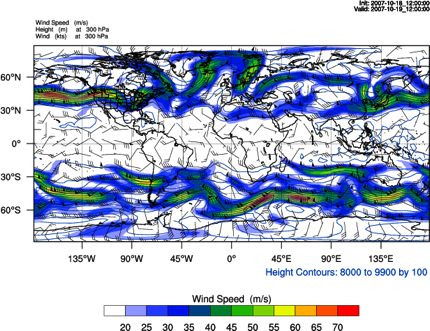 Init: 2007-10-18_12:00:00
Valid: 2007-10-19_12:00:00
Wind Speed (m/s)
Height (m) at 300 hPa
Wind (kts) at 300 hPa
60°N
30°N
0°
30°S
60°S
135°W 90°W 45°W 0° 45°E 90°E 135°E
Height Contours: 8000 to 9900 by 100
Wind Speed (m/s)
20 25 30 35 40 45 50 55 60 65 70